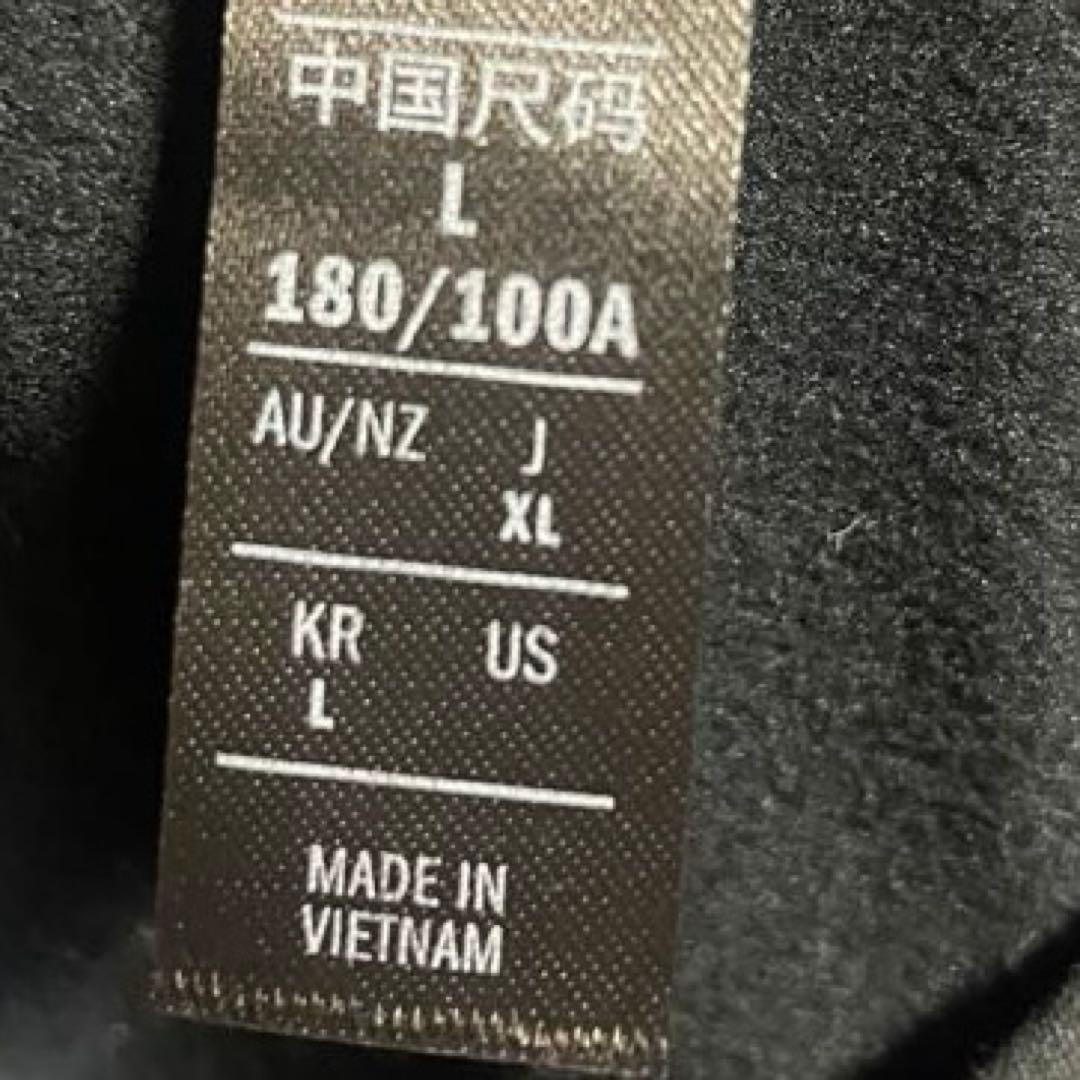 中国尺码
L
180/100A
AU/NZ J
XL
KR US
L
MADE IN
VIETNAM